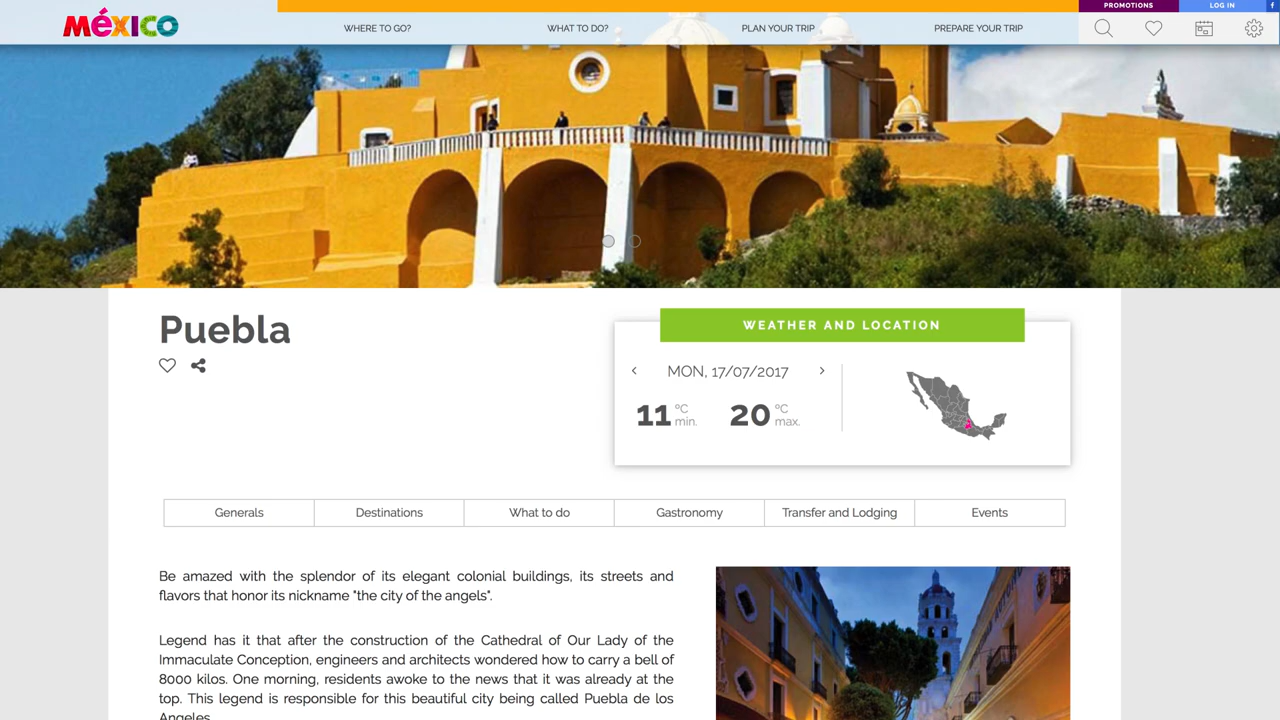 PROMOTIONS
LOG IN
f
méxico
WHERE TO GO?
WHAT TO DO?
PLAN YOUR TRIP
PREPARE YOUR TRIP
Puebla
WEATHER AND LOCATION
MON, 17/07/2017
11 ºC min.
20 ºC max.
Generals
Destinations
What to do
Gastronomy
Transfer and Lodging
Events
Be amazed with the splendor of its elegant colonial buildings, its streets and
flavors that honor its nickname "the city of the angels".
Legend has it that after the construction of the Cathedral of Our Lady of the
Immaculate Conception, engineers and architects wondered how to carry a bell of
8000 kilos. One morning, residents awoke to the news that it was already at the
top. This legend is responsible for this beautiful city being called Puebla de los
Angeles.